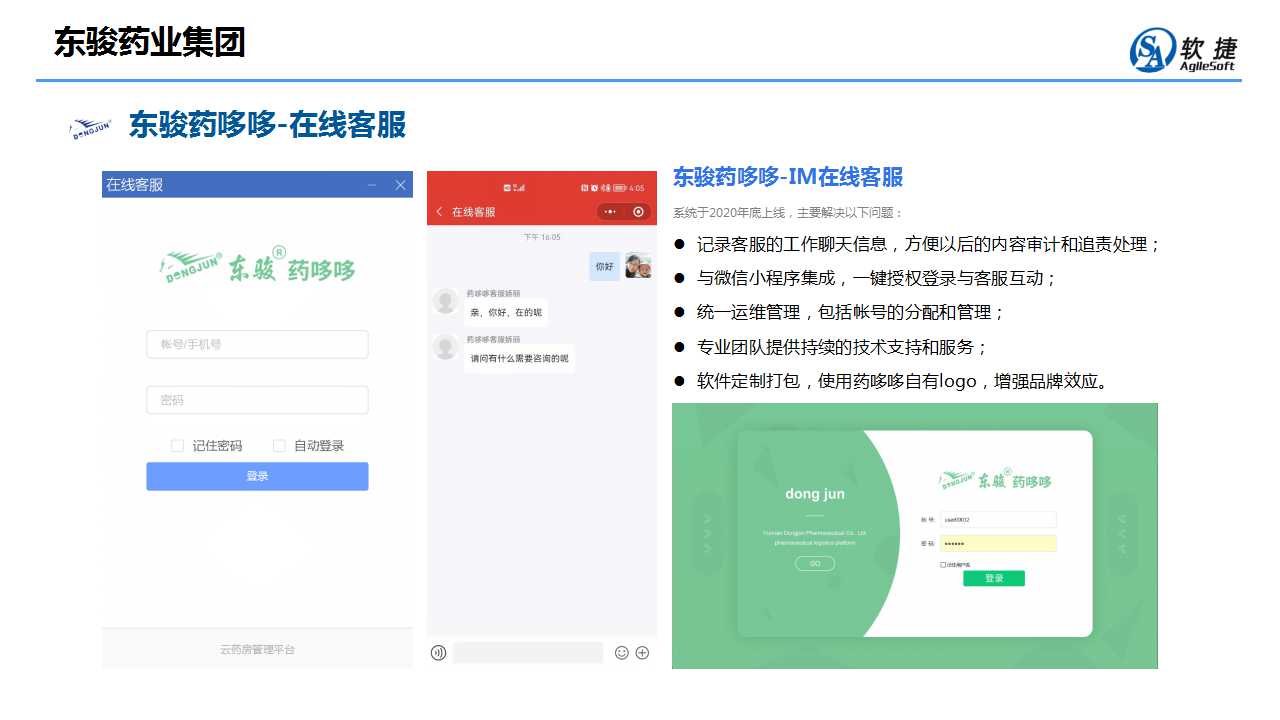 东骏药业集团
软捷
AgileSoft
DONGJUN
东骏药哆哆-在线客服
在线客服
DONGJUN® 东骏® 药哆哆
帐号/手机号
密码
记住密码 自动登录
登录
云药房管理平台
4:05
在线客服
下午 16:05
你好
药哆哆客服娇丽
亲，你好，在的呢
药哆哆客服娇丽
请问有什么需要咨询的呢
东骏药哆哆-IM在线客服
系统于2020年底上线，主要解决以下问题：
● 记录客服的工作聊天信息，方便以后的内容审计和追责处理；
● 与微信小程序集成，一键授权登录与客服互动；
● 统一运维管理，包括帐号的分配和管理；
● 专业团队提供持续的技术支持和服务；
● 软件定制打包，使用药哆哆自有logo，增强品牌效应。
dong jun
Yunnan Dongjun Pharmaceutical Co., Ltd
pharmaceutical logistics platform
GO
DONGJUN® 东骏® 药哆哆
账 号:
密 码:
登录